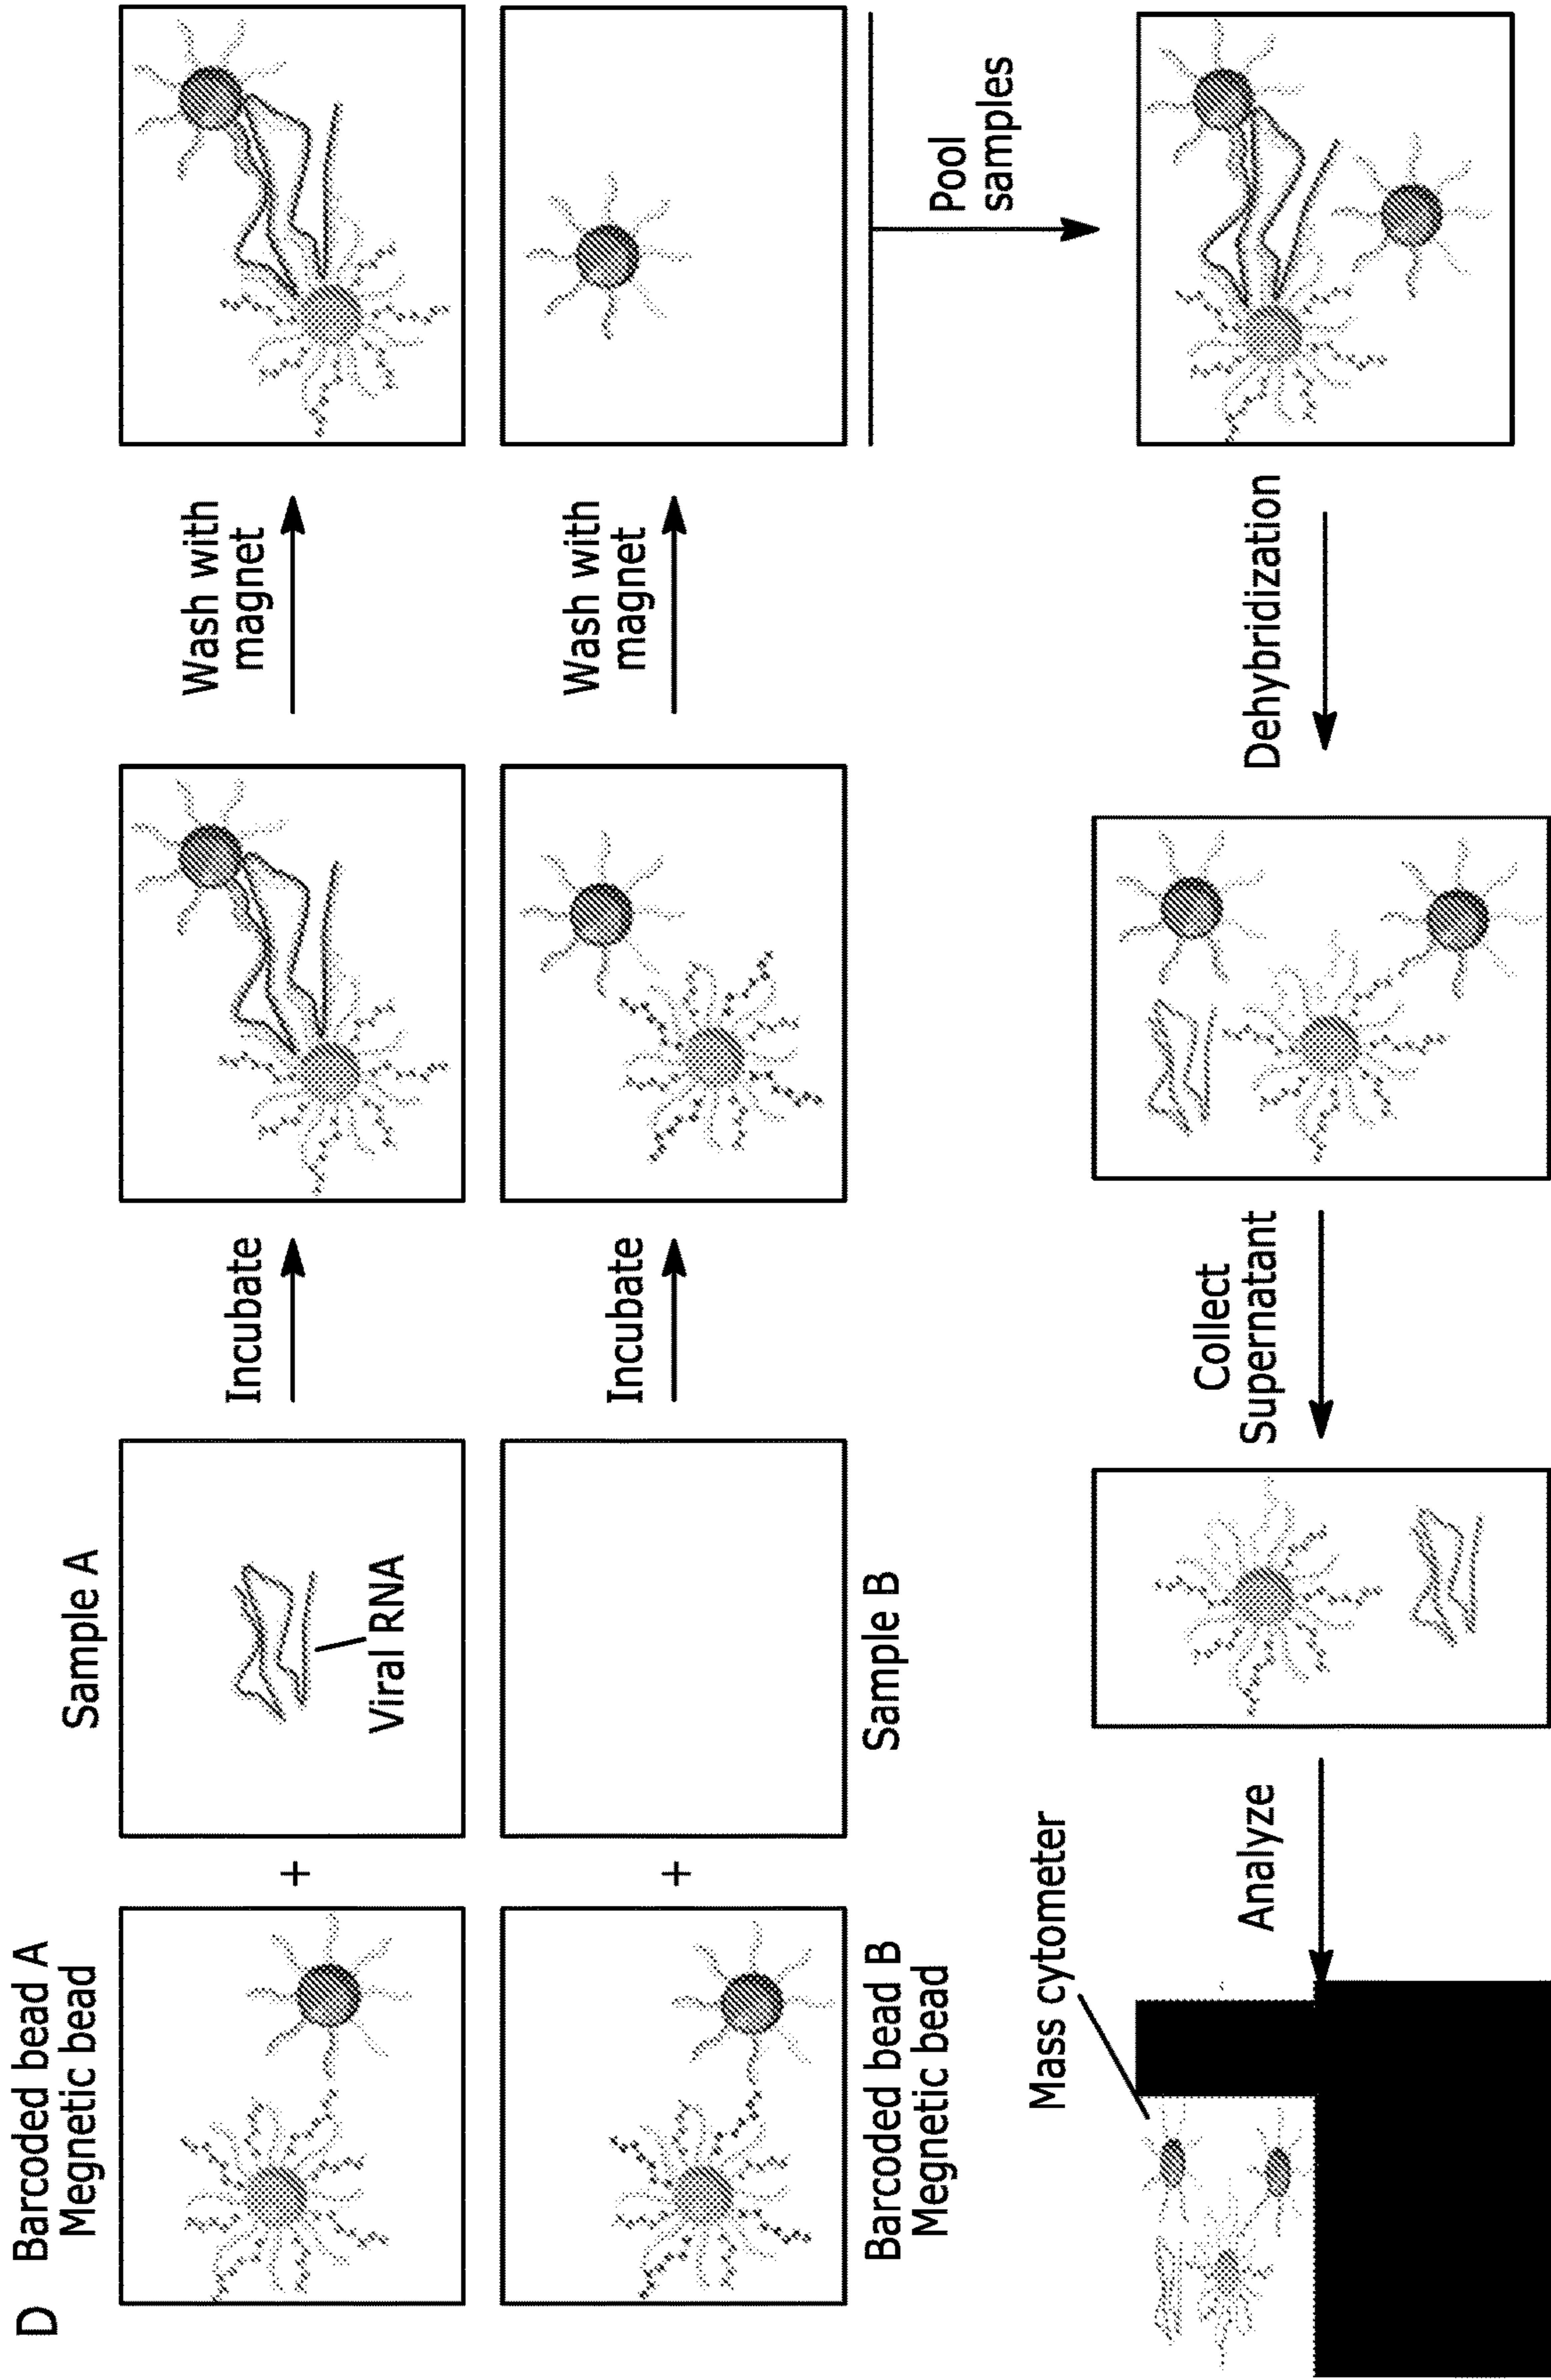 D
Barcoded bead A
Megnetic bead
+
Sample A
Viral RNA
Incubate
Wash with
magnet
Barcoded bead B
Megnetic bead
+
Sample B
Incubate
Wash with
magnet
Pool
samples
Dehybridization
Collect
Supernatant
Analyze
Mass cytometer